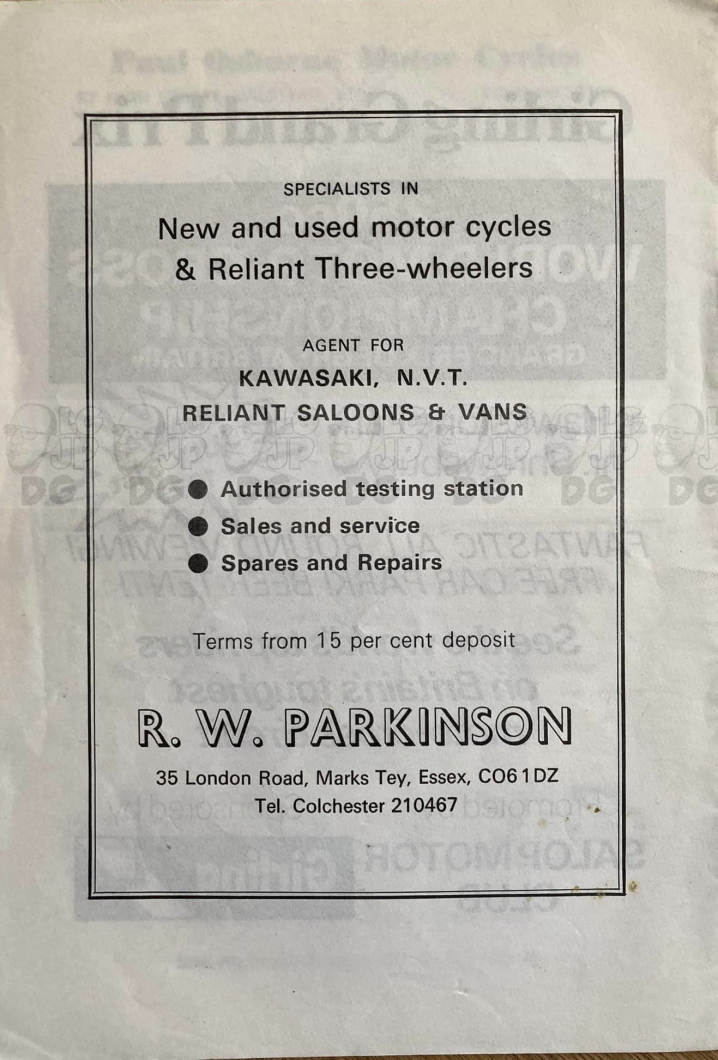 SPECIALISTS IN
New and used motor cycles
& Reliant Three-wheelers
AGENT FOR
KAWASAKI, N.V.T.
RELIANT SALOONS & VANS
● Authorised testing station
● Sales and service
● Spares and Repairs
Terms from 15 per cent deposit
R. W. PARKINSON
35 London Road, Marks Tey, Essex, CO6 1DZ
Tel. Colchester 210467